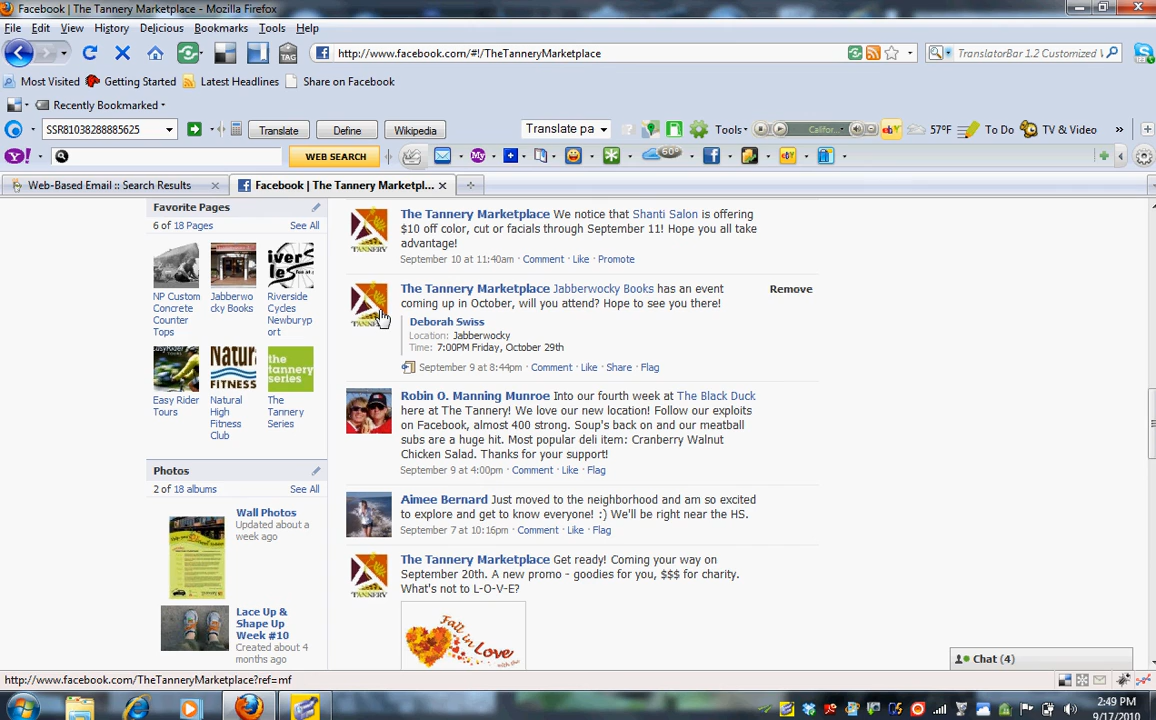 Facebook | The Tannery Marketplace - Mozilla Firefox
File Edit View History Delicious Bookmarks Tools Help
http://www.facebook.com/#!/TheTanneryMarketplace
TranslatorBar 1.2 Customized W
TAG
Most Visited Getting Started Latest Headlines Share on Facebook
Recently Bookmarked
SSR81038288885625 Translate Define Wikipedia Translate pa Tools Califor... 57°F To Do TV & Video »
WEB SEARCH My 60°
Web-Based Email :: Search Results Facebook | The Tannery Marketpl...
Favorite Pages
6 of 18 Pages See All
NP Custom Concrete Counter Tops
Jabberwo cky Books
Riverside Cycles Newburyp ort
Easy Rider Tours
Natural High Fitness Club
The Tannery Series
the tannery series
Photos
2 of 18 albums See All
Wall Photos
Updated about a
week ago
Lace Up &
Shape Up
Week #10
Created about 4
months ago
The Tannery Marketplace We notice that Shanti Salon is offering
$10 off color, cut or facials through September 11! Hope you all take
advantage!
September 10 at 11:40am · Comment · Like · Promote
The Tannery Marketplace Jabberwocky Books has an event
coming up in October, will you attend? Hope to see you there!
Remove
Deborah Swiss
Location: Jabberwocky
Time: 7:00PM Friday, October 29th
September 9 at 8:44pm · Comment · Like · Share · Flag
Robin O. Manning Munroe Into our fourth week at The Black Duck
here at The Tannery! We love our new location! Follow our exploits
on Facebook, almost 400 strong. Soup's back on and our meatball
subs are a huge hit. Most popular deli item: Cranberry Walnut
Chicken Salad. Thanks for your support!
September 9 at 4:00pm · Comment · Like · Flag
Aimee Bernard Just moved to the neighborhood and am so excited
to explore and get to know everyone! :) We'll be right near the HS.
September 7 at 10:16pm · Comment · Like · Flag
The Tannery Marketplace Get ready! Coming your way on
September 20th. A new promo - goodies for you, $$$ for charity.
What's not to L-O-V-E?
Fall in
Love
Chat (4)
http://www.facebook.com/TheTanneryMarketplace?ref=mf
2:49 PM
9/17/2010